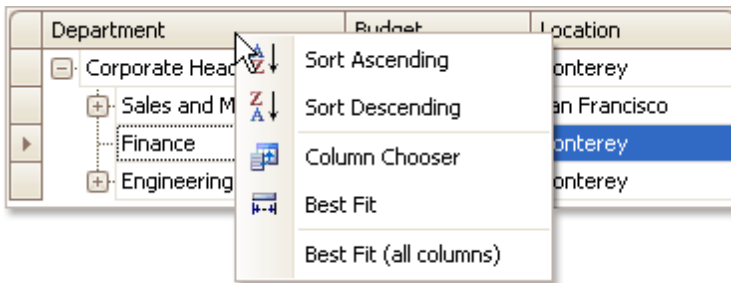 Department Budget Location
Corporate Head onterey
Sort Ascending
Sales and M an Francisco
Sort Descending
Finance onterey
Column Chooser
Engineering onterey
Best Fit
Best Fit (all columns)